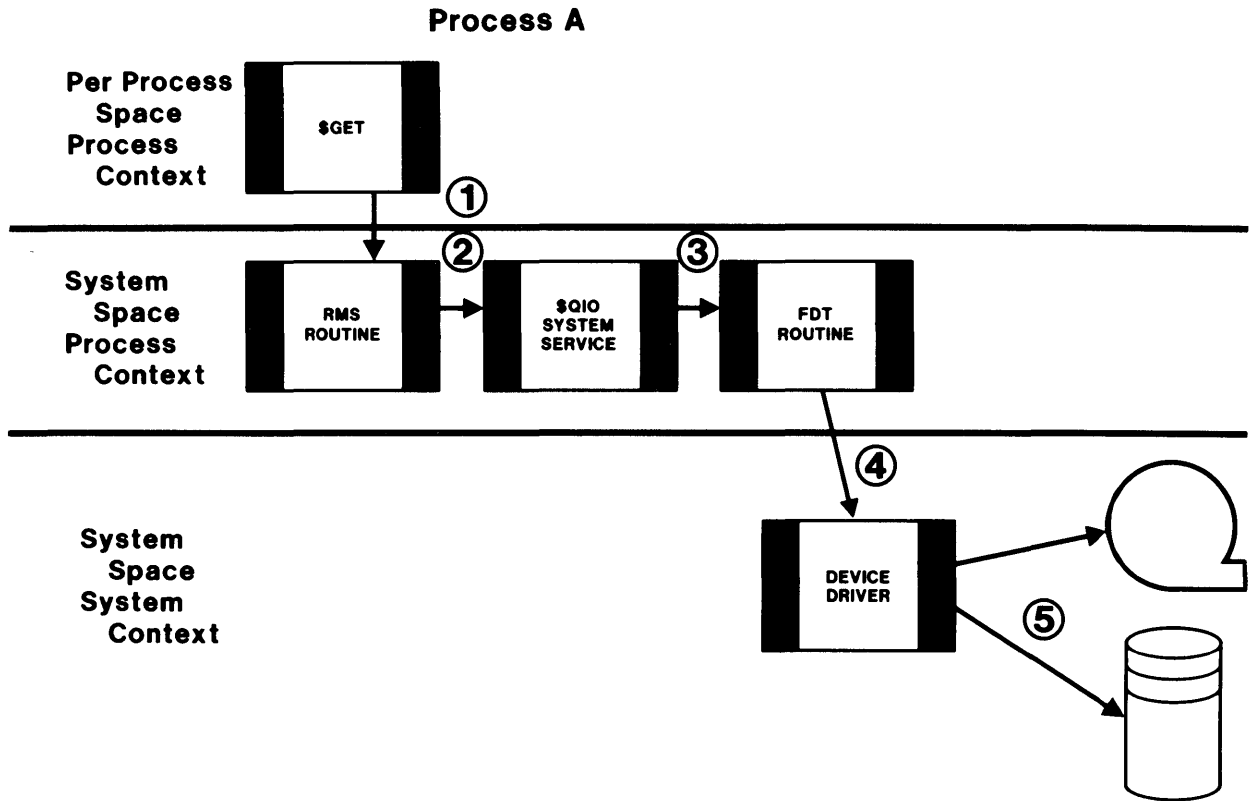 Process A
Per Process
Space
Process
Context
$GET
①
②
③
System
Space
Process
Context
RMS
ROUTINE
$QIO
SYSTEM
SERVICE
FDT
ROUTINE
④
System
Space
System
Context
DEVICE
DRIVER
⑤